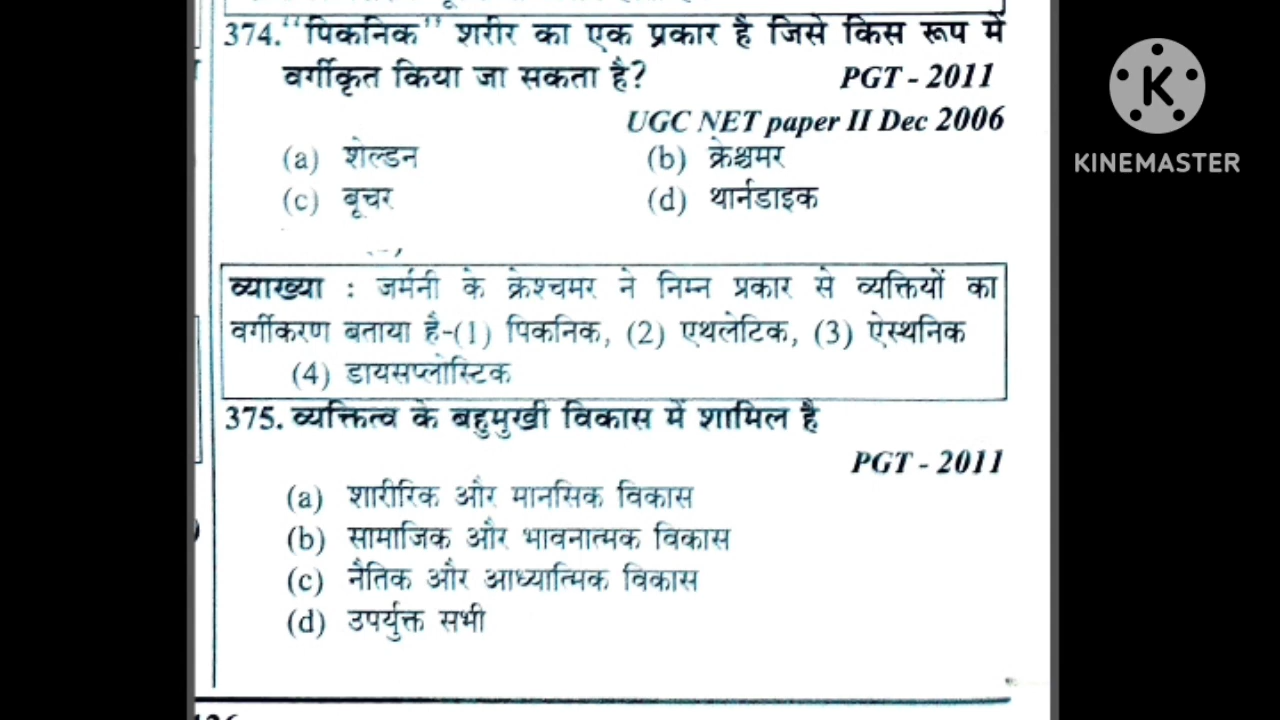 374. "पिकनिक" शरीर का एक प्रकार है जिसे किस रूप में
वर्गीकृत किया जा सकता है? PGT - 2011
UGC NET paper II Dec 2006
(a) शेल्डन (b) क्रेश्चमर
(c) बूचर (d) थार्नडाइक
व्याख्या : जर्मनी के क्रेश्चमर ने निम्न प्रकार से व्यक्तियों का
वर्गीकरण बताया है-(1) पिकनिक, (2) एथलेटिक, (3) ऐस्थनिक
(4) डायसप्लोस्टिक
375. व्यक्तित्व के बहुमुखी विकास में शामिल है
PGT - 2011
(a) शारीरिक और मानसिक विकास
(b) सामाजिक और भावनात्मक विकास
(c) नैतिक और आध्यात्मिक विकास
(d) उपर्युक्त सभी
K
KINEMASTER